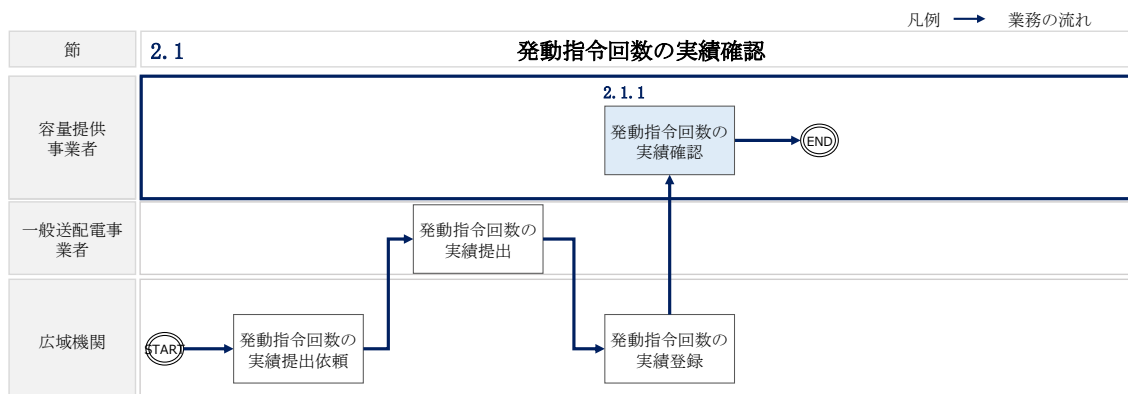 凡例 業務の流れ
節 2.1 発動指令回数の実績確認
容量提供
事業者
2.1.1
発動指令回数の
実績確認
END
一般送配電事
業者
発動指令回数の
実績提出
広域機関
START
発動指令回数の
実績提出依頼
発動指令回数の
実績登録